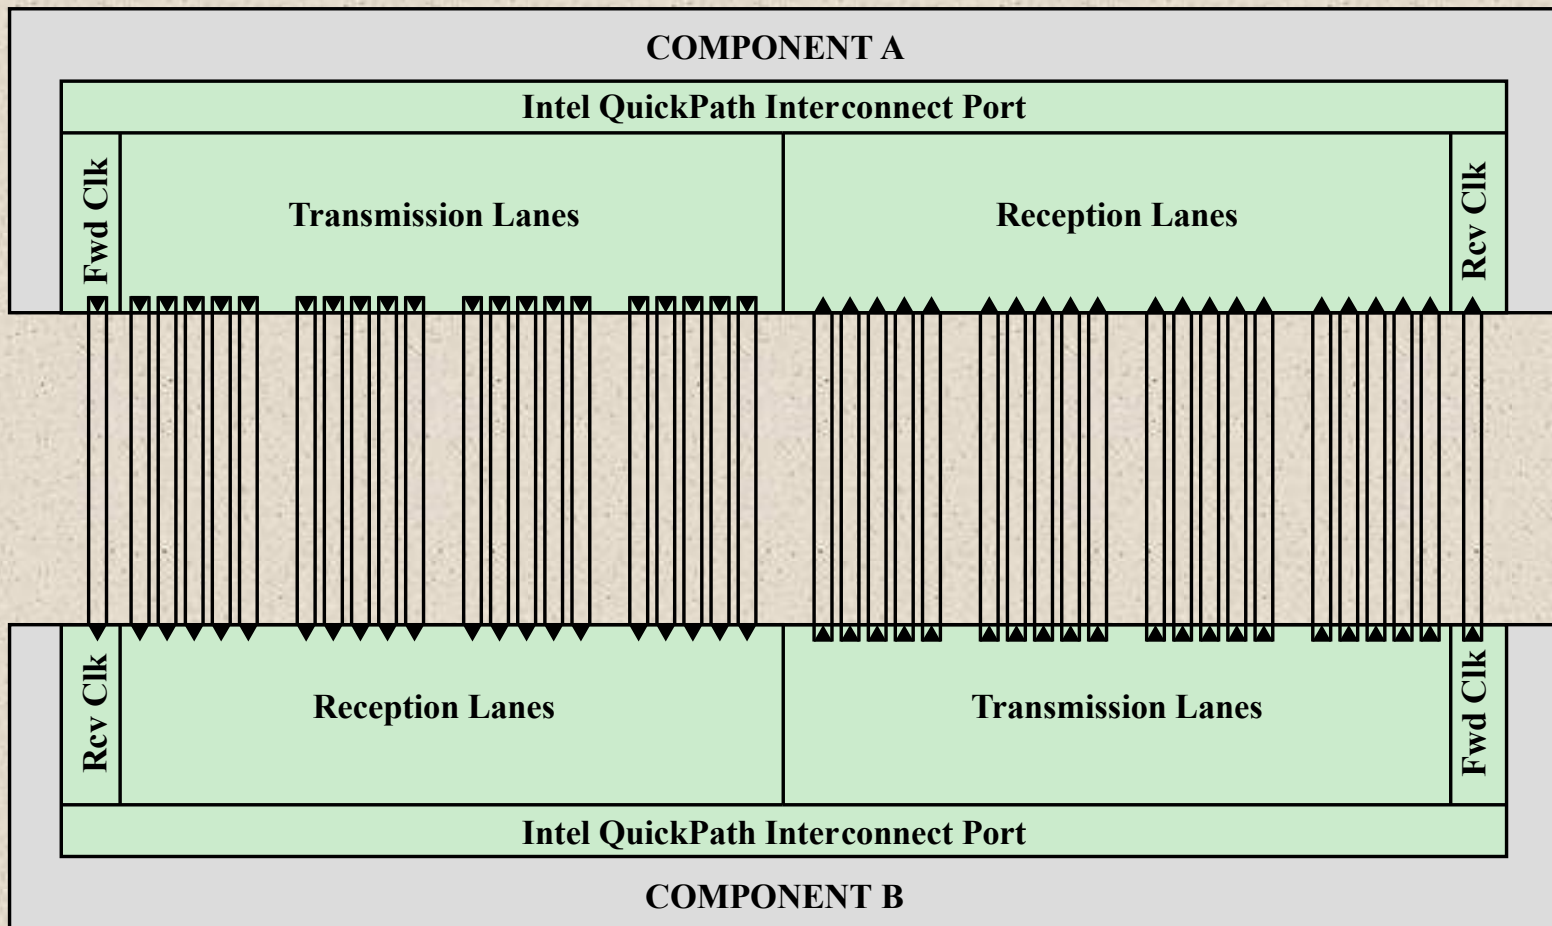 COMPONENT A
Intel QuickPath Interconnect Port
Fwd Clk
Transmission Lanes
Reception Lanes
Rcv Clk
Rcv Clk
Reception Lanes
Transmission Lanes
Fwd Clk
Intel QuickPath Interconnect Port
COMPONENT B